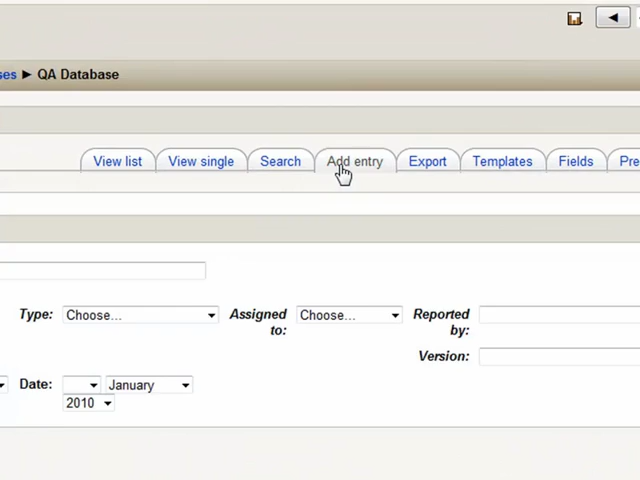 ses ► QA Database
View list View single Search Add entry Export Templates Fields Pre
Type: Choose... Assigned to: Choose... Reported by:
Version:
Date: January
2010